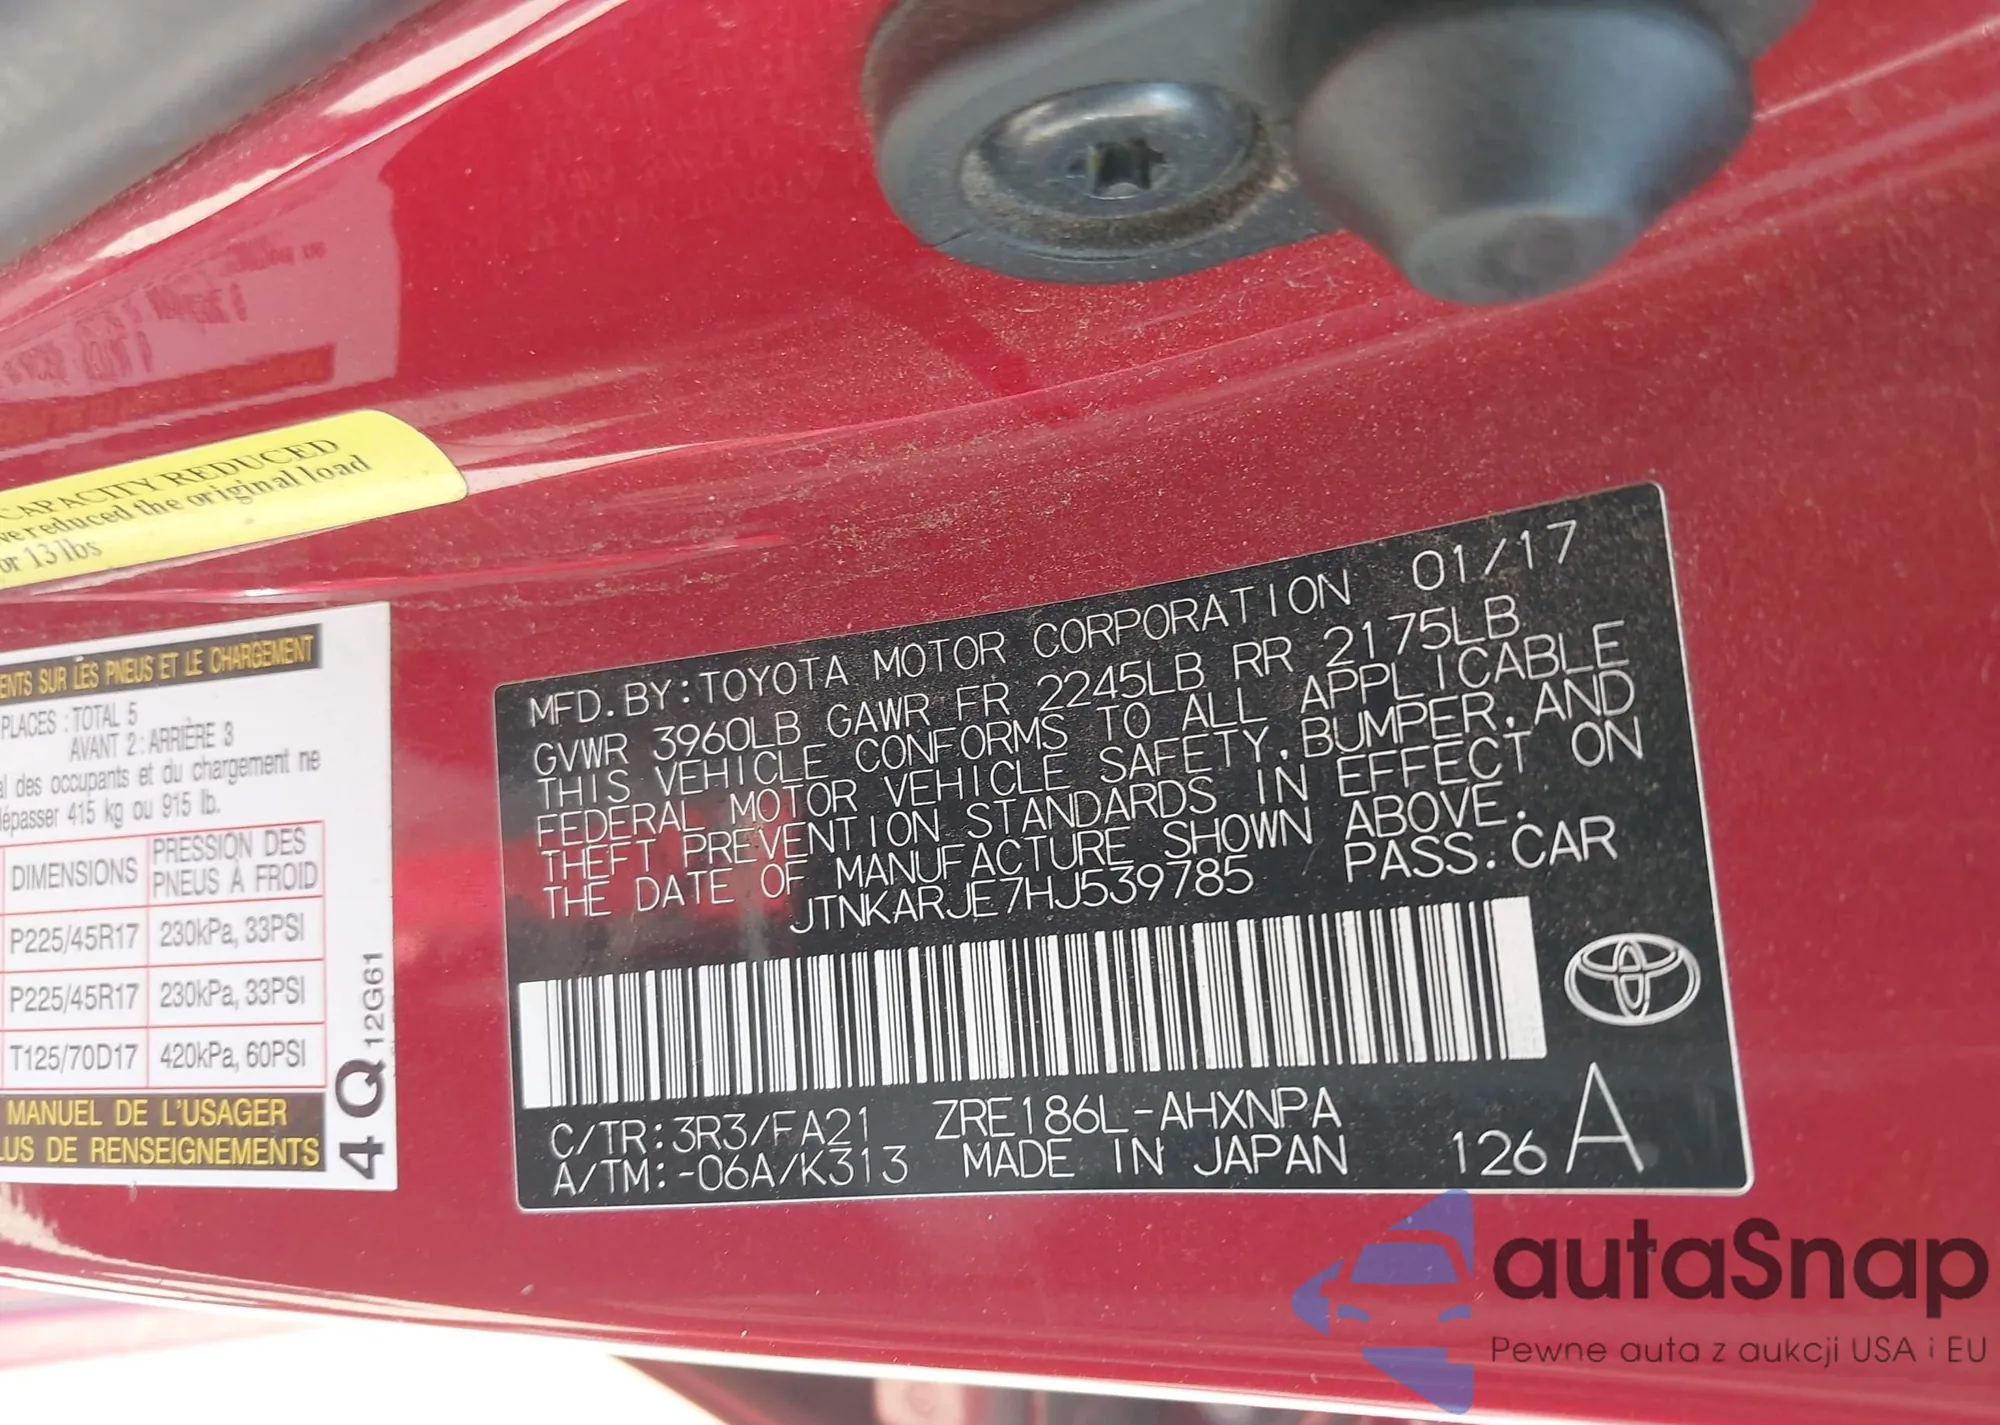 CAPACITY REDUCED
reduced the original load
or 13 lbs
ENTS SUR LES PNEUS ET LE CHARGEMENT
PLACES : TOTAL 5
AVANT 2 : ARRIÈRE 3
al des occupants et du chargement ne
dépasser 415 kg ou 915 lb.
DIMENSIONS PRESSION DES PNEUS À FROID
P225/45R17 230kPa, 33PSI
P225/45R17 230kPa, 33PSI
T125/70D17 420kPa, 60PSI
MANUEL DE L'USAGER
LUS DE RENSEIGNEMENTS
4Q 12G61
MFD. BY: TOYOTA MOTOR CORPORATION 01/17
GVWR 3960LB GAWR FR 2245LB RR 2175LB
THIS VEHICLE CONFORMS TO ALL APPLICABLE
FEDERAL MOTOR VEHICLE SAFETY, BUMPER, AND
THEFT PREVENTION STANDARDS IN EFFECT ON
THE DATE OF MANUFACTURE SHOWN ABOVE.
JTNKARJE7HJ539785 PASS. CAR
C/TR: 3R3/FA21 ZRE186L-AHXNPA
A/TM: -06A/K313 MADE IN JAPAN 126 A
autaSnap
Pewne auta z aukcji USA i EU